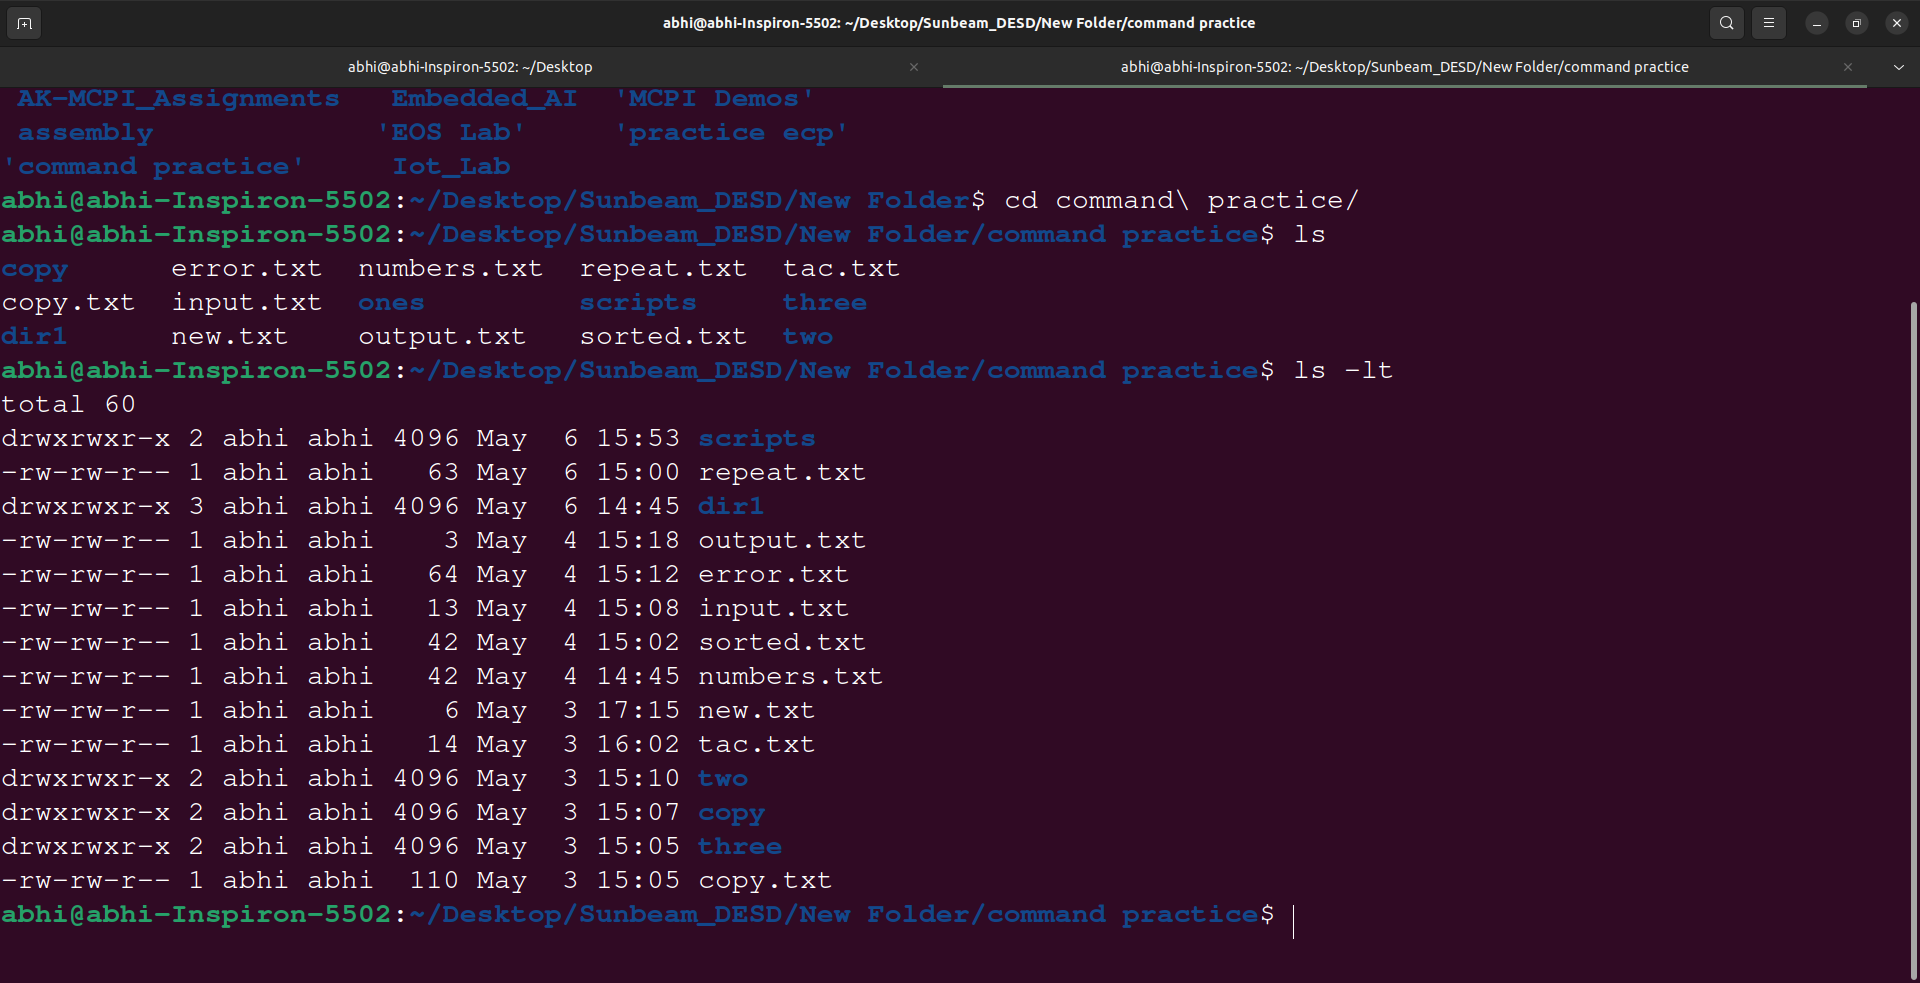 abhi@abhi-Inspiron-5502: ~/Desktop/Sunbeam_DESD/New Folder/command practice
abhi@abhi-Inspiron-5502: ~/Desktop
abhi@abhi-Inspiron-5502: ~/Desktop/Sunbeam_DESD/New Folder/command practice
AK-MCPI_Assignments Embedded_AI 'MCPI Demos'
assembly 'EOS Lab' 'practice ecp'
'command practice' Iot_Lab
abhi@abhi-Inspiron-5502:~/Desktop/Sunbeam_DESD/New Folder$ cd command\ practice/
abhi@abhi-Inspiron-5502:~/Desktop/Sunbeam_DESD/New Folder/command practice$ ls
copy error.txt numbers.txt repeat.txt tac.txt
copy.txt input.txt ones scripts three
dir1 new.txt output.txt sorted.txt two
abhi@abhi-Inspiron-5502:~/Desktop/Sunbeam_DESD/New Folder/command practice$ ls -lt
total 60
drwxrwxr-x 2 abhi abhi 4096 May 6 15:53 scripts
-rw-rw-r-- 1 abhi abhi 63 May 6 15:00 repeat.txt
drwxrwxr-x 3 abhi abhi 4096 May 6 14:45 dir1
-rw-rw-r-- 1 abhi abhi 3 May 4 15:18 output.txt
-rw-rw-r-- 1 abhi abhi 64 May 4 15:12 error.txt
-rw-rw-r-- 1 abhi abhi 13 May 4 15:08 input.txt
-rw-rw-r-- 1 abhi abhi 42 May 4 15:02 sorted.txt
-rw-rw-r-- 1 abhi abhi 42 May 4 14:45 numbers.txt
-rw-rw-r-- 1 abhi abhi 6 May 3 17:15 new.txt
-rw-rw-r-- 1 abhi abhi 14 May 3 16:02 tac.txt
drwxrwxr-x 2 abhi abhi 4096 May 3 15:10 two
drwxrwxr-x 2 abhi abhi 4096 May 3 15:07 copy
drwxrwxr-x 2 abhi abhi 4096 May 3 15:05 three
-rw-rw-r-- 1 abhi abhi 110 May 3 15:05 copy.txt
abhi@abhi-Inspiron-5502:~/Desktop/Sunbeam_DESD/New Folder/command practice$